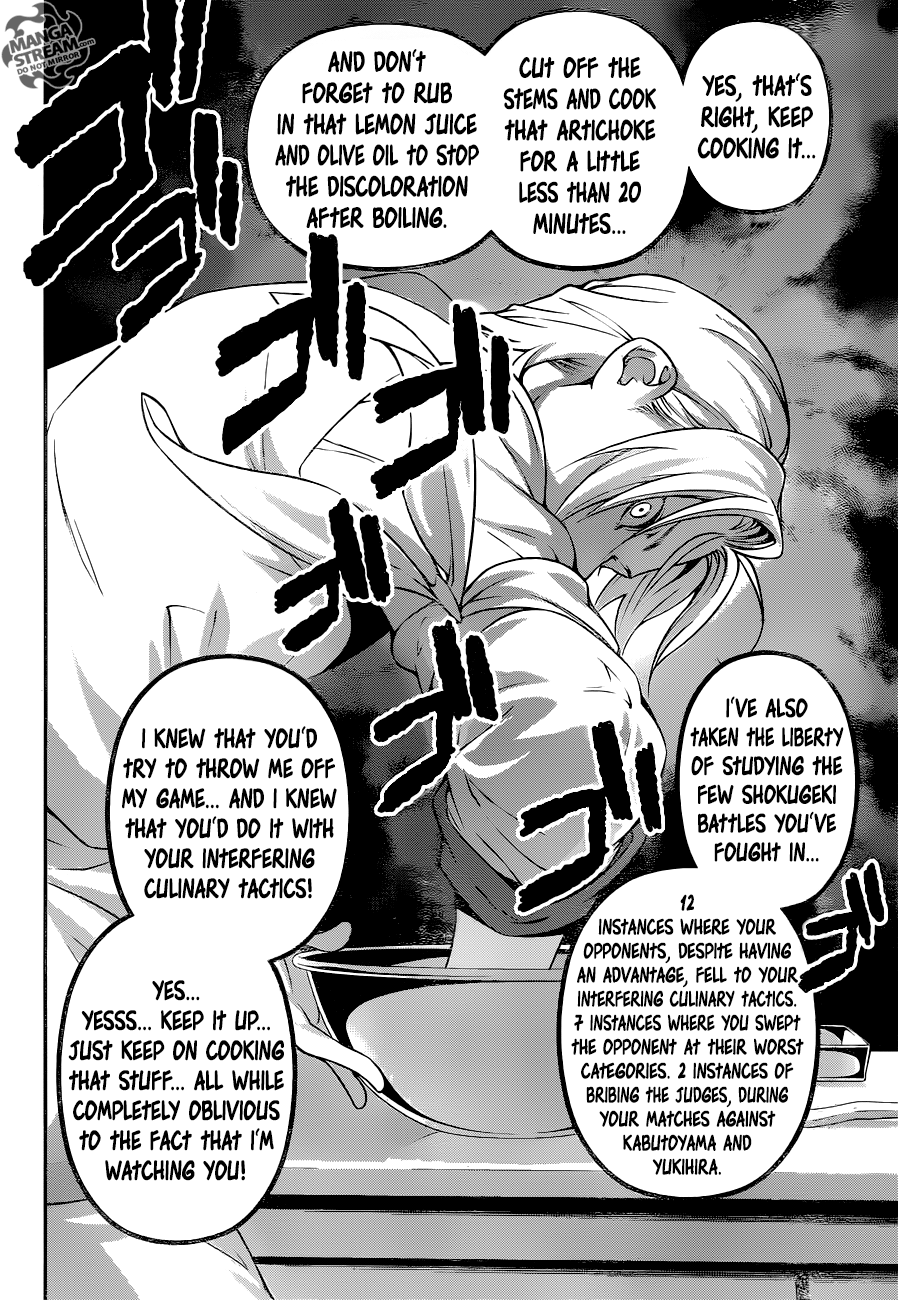 MANGA
STREAM.com
DO NOT MIRROR
YES, THAT'S
RIGHT, KEEP
COOKING IT...
CUT OFF THE
STEMS AND COOK
THAT ARTICHOKE
FOR A LITTLE
LESS THAN 20
MINUTES...
AND DON'T
FORGET TO RUB
IN THAT LEMON JUICE
AND OLIVE OIL TO STOP
THE DISCOLORATION
AFTER BOILING.
ゴ
ゴ
ゴ
ゴ
ゴ
ゴ
ゴ
ゴ
I'VE ALSO
TAKEN THE LIBERTY
OF STUDYING THE
FEW SHOKUGEKI
BATTLES YOU'VE
FOUGHT IN...
12
INSTANCES WHERE YOUR
OPPONENTS, DESPITE HAVING
AN ADVANTAGE, FELL TO YOUR
INTERFERING CULINARY TACTICS.
7 INSTANCES WHERE YOU SWEPT
THE OPPONENT AT THEIR WORST
CATEGORIES. 2 INSTANCES OF
BRIBING THE JUDGES, DURING
YOUR MATCHES AGAINST
KABUTOYAMA AND
YUKIHIRA.
I KNEW THAT YOU'D
TRY TO THROW ME OFF
MY GAME... AND I KNEW
THAT YOU'D DO IT WITH
YOUR INTERFERING
CULINARY TACTICS!
YES...
YESSS... KEEP IT UP...
JUST KEEP ON COOKING
THAT STUFF... ALL WHILE
COMPLETELY OBLIVIOUS
TO THE FACT THAT I'M
WATCHING YOU!